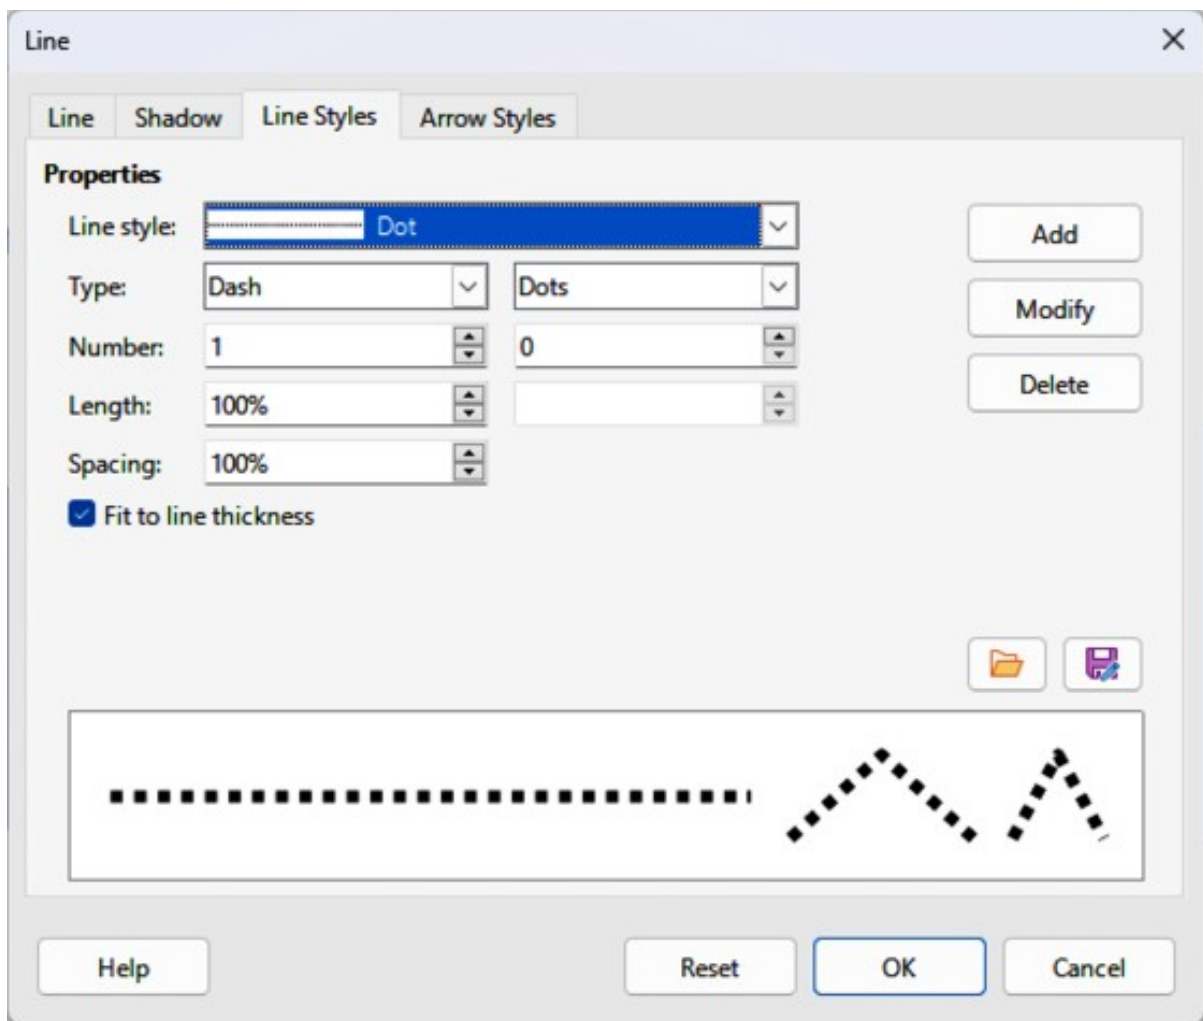 Line
Line Shadow Line Styles Arrow Styles
Properties
Line style: Dot Add
Type: Dash Dots
Modify
Number: 1 0
Delete
Length: 100%
Spacing: 100%
Fit to line thickness
Help Reset OK Cancel